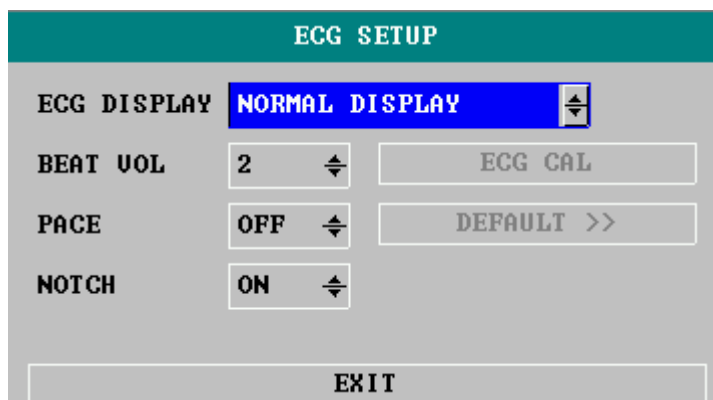 ECG SETUP
ECG DISPLAY NORMAL DISPLAY
BEAT VOL 2 ECG CAL
PACE OFF DEFAULT >>
NOTCH ON
EXIT